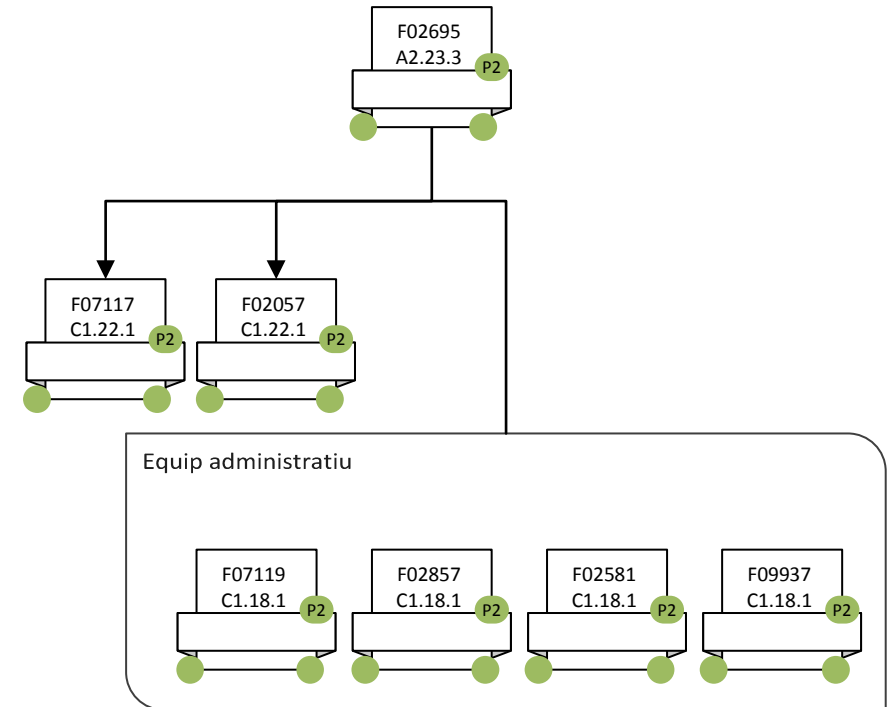 F02695
A2.23.3
P2
F07117
C1.22.1
P2
F02057
C1.22.1
P2
Equip administratiu
F07119
C1.18.1
P2
F02857
C1.18.1
P2
F02581
C1.18.1
P2
F09937
C1.18.1
P2